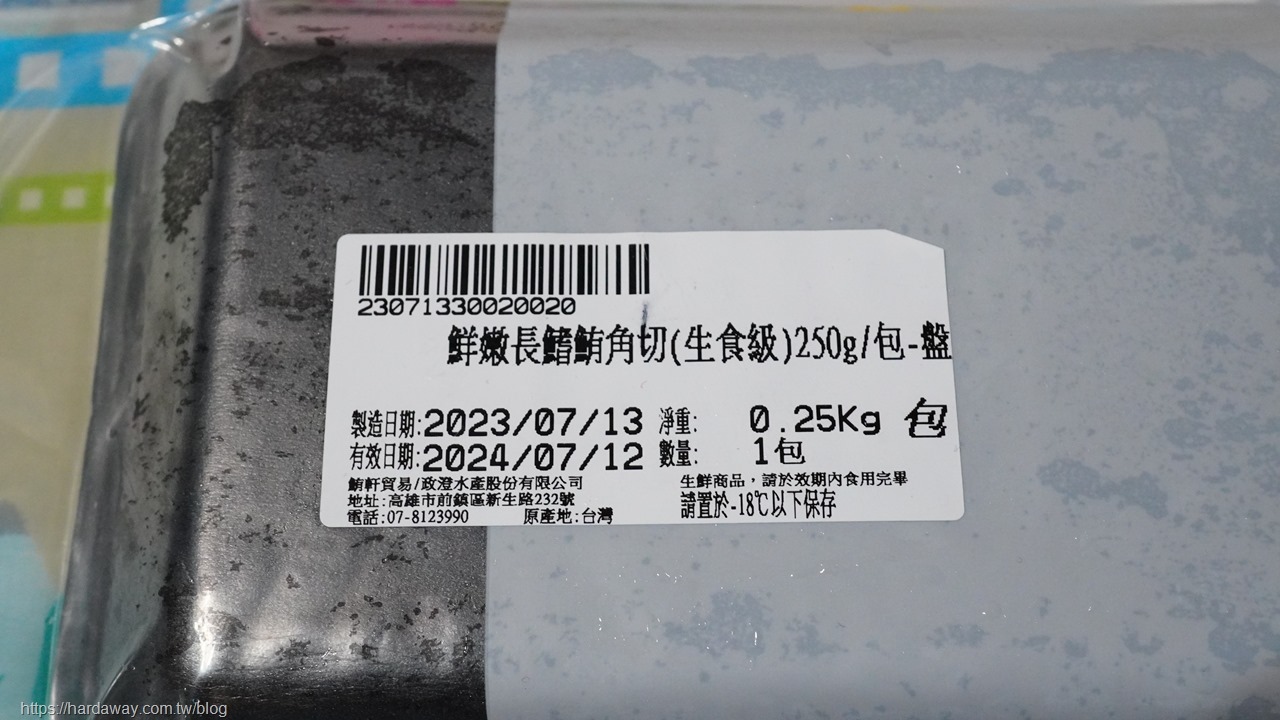 23071330020020
鮮嫩長鰭鮪角切(生食級)250g/包-盤
製造日期:2023/07/13 淨重: 0.25Kg 包
有效日期:2024/07/12 數量: 1包
鮪軒貿易/政澄水產股份有限公司 生鮮商品，請於效期內食用完畢
地址:高雄市前鎮區新生路232號 請置於-18℃以下保存
電話:07-8123990 原產地:台灣
https://hardaway.com.tw/blog